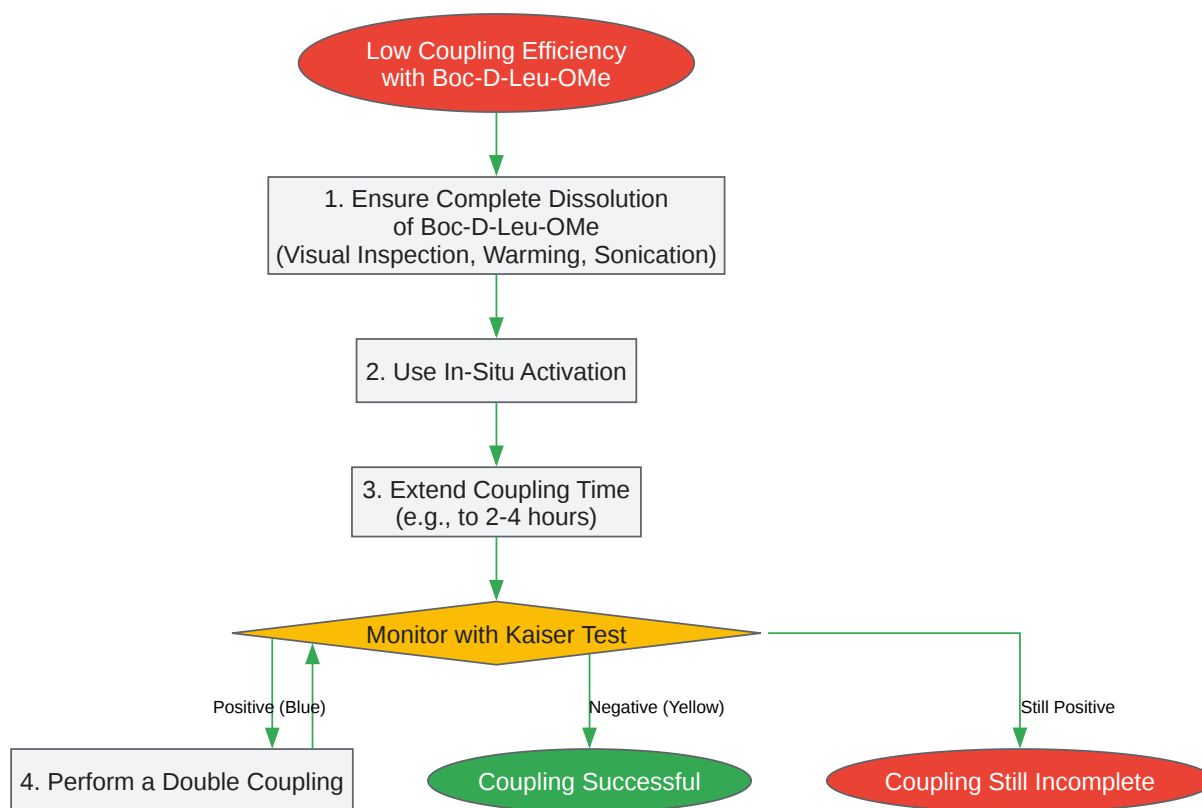 Low Coupling Efficiency
with Boc-D-Leu-OMe
1. Ensure Complete Dissolution
of Boc-D-Leu-OMe
(Visual Inspection, Warming, Sonication)
2. Use In-Situ Activation
3. Extend Coupling Time
(e.g., to 2-4 hours)
Monitor with Kaiser Test
Positive (Blue)
Negative (Yellow)
Still Positive
4. Perform a Double Coupling
Coupling Successful
Coupling Still Incomplete